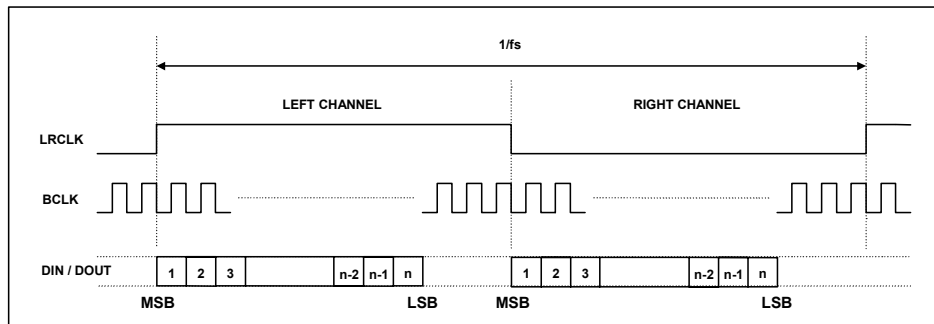 1/fs
LEFT CHANNEL RIGHT CHANNEL
LRCLK
BCLK
DIN / DOUT 1 2 3 n-2 n-1 n 1 2 3 n-2 n-1 n
MSB LSB MSB LSB